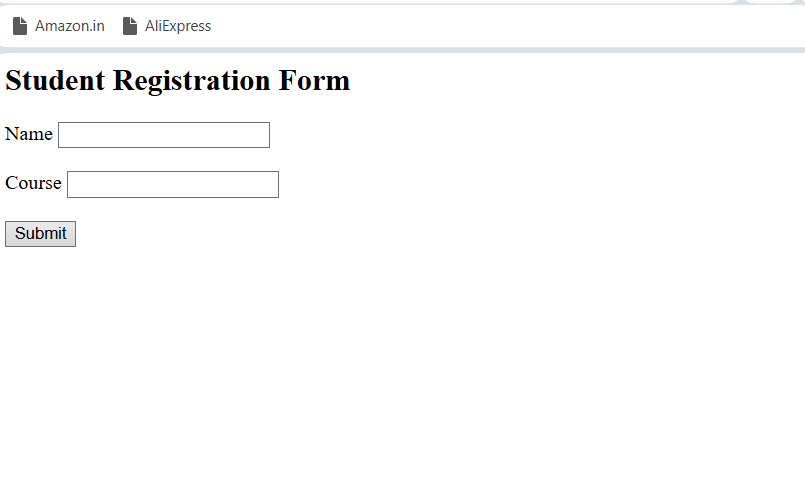 Amazon.in AliExpress
Student Registration Form
Name
Course
Submit